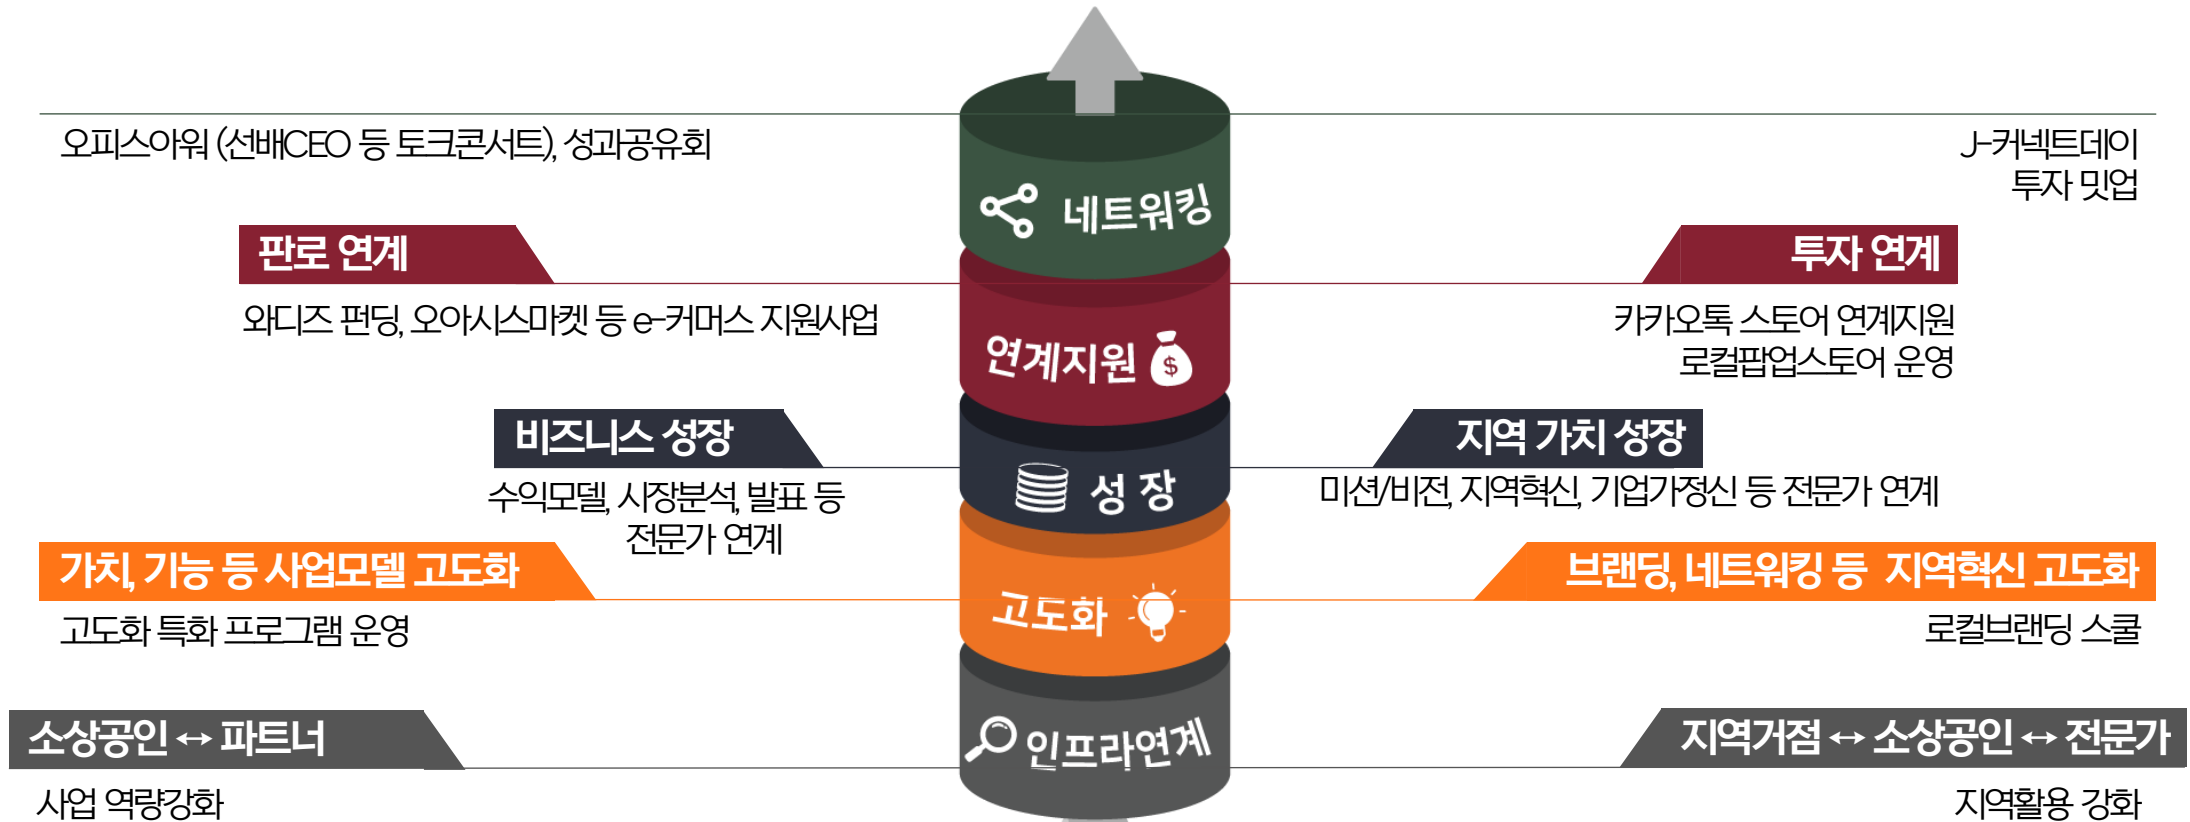 오피스아워 (선배CEO 등 토크콘서트), 성과공유회
J-커넥트데이
투자 밋업
네트워킹
판로 연계
투자 연계
와디즈 펀딩, 오아시스마켓 등 e-커머스 지원사업
카카오톡 스토어 연계지원
로컬팝업스토어 운영
연계지원
비즈니스 성장
지역 가치 성장
수익모델, 시장분석, 발표 등
전문가 연계
미션/비전, 지역혁신, 기업가정신 등 전문가 연계
성 장
가치, 기능 등 사업모델 고도화
브랜딩, 네트워킹 등 지역혁신 고도화
고도화 특화 프로그램 운영
로컬브랜딩 스쿨
고도화
소상공인 ↔ 파트너
지역거점 ↔ 소상공인 ↔ 전문가
인프라연계
사업 역량강화
지역활용 강화